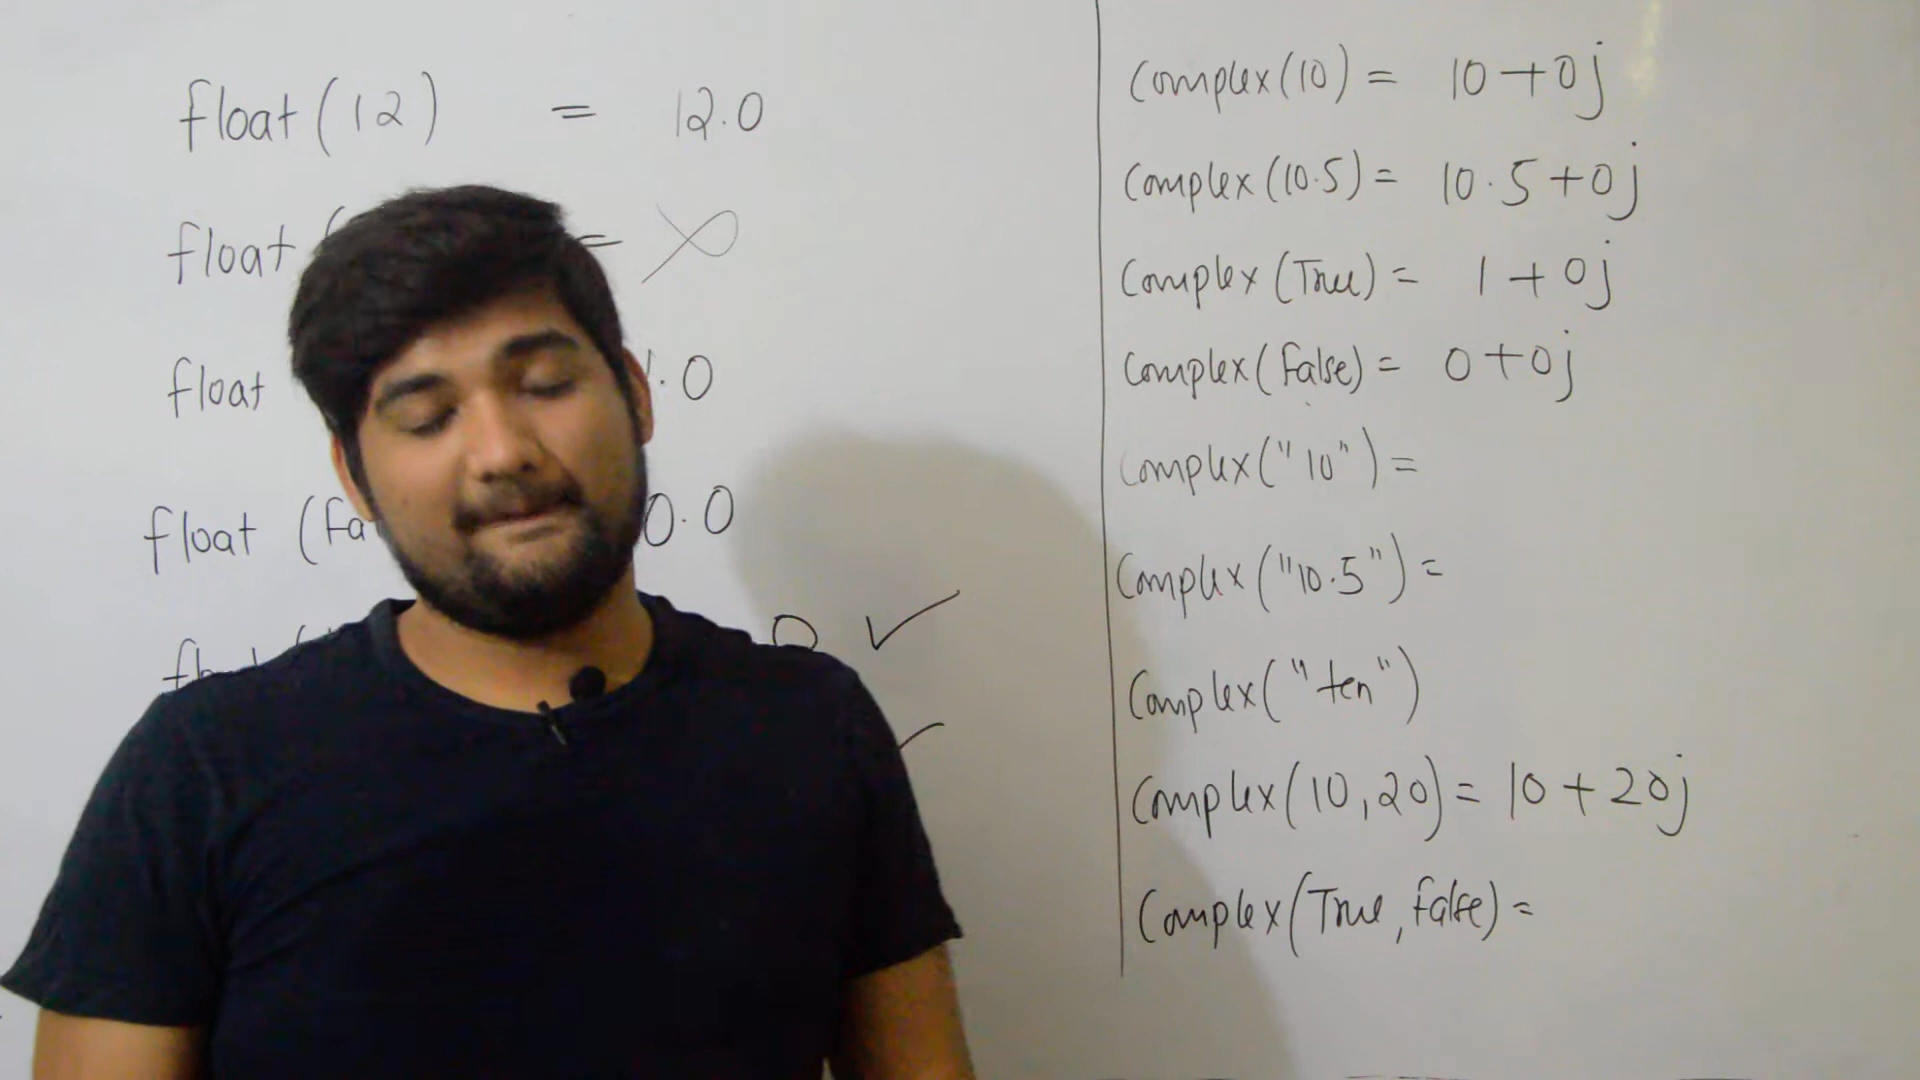 float(12) = 12.0
float( =
float .0
float (Fa 0.0
complex(10) = 10+0j
complex(10.5) = 10.5+0j
complex(True) = 1+0j
complex(False) = 0+0j
complex("10") =
complex("10.5") =
complex("ten")
complex(10,20) = 10+20j
complex(True, False) =